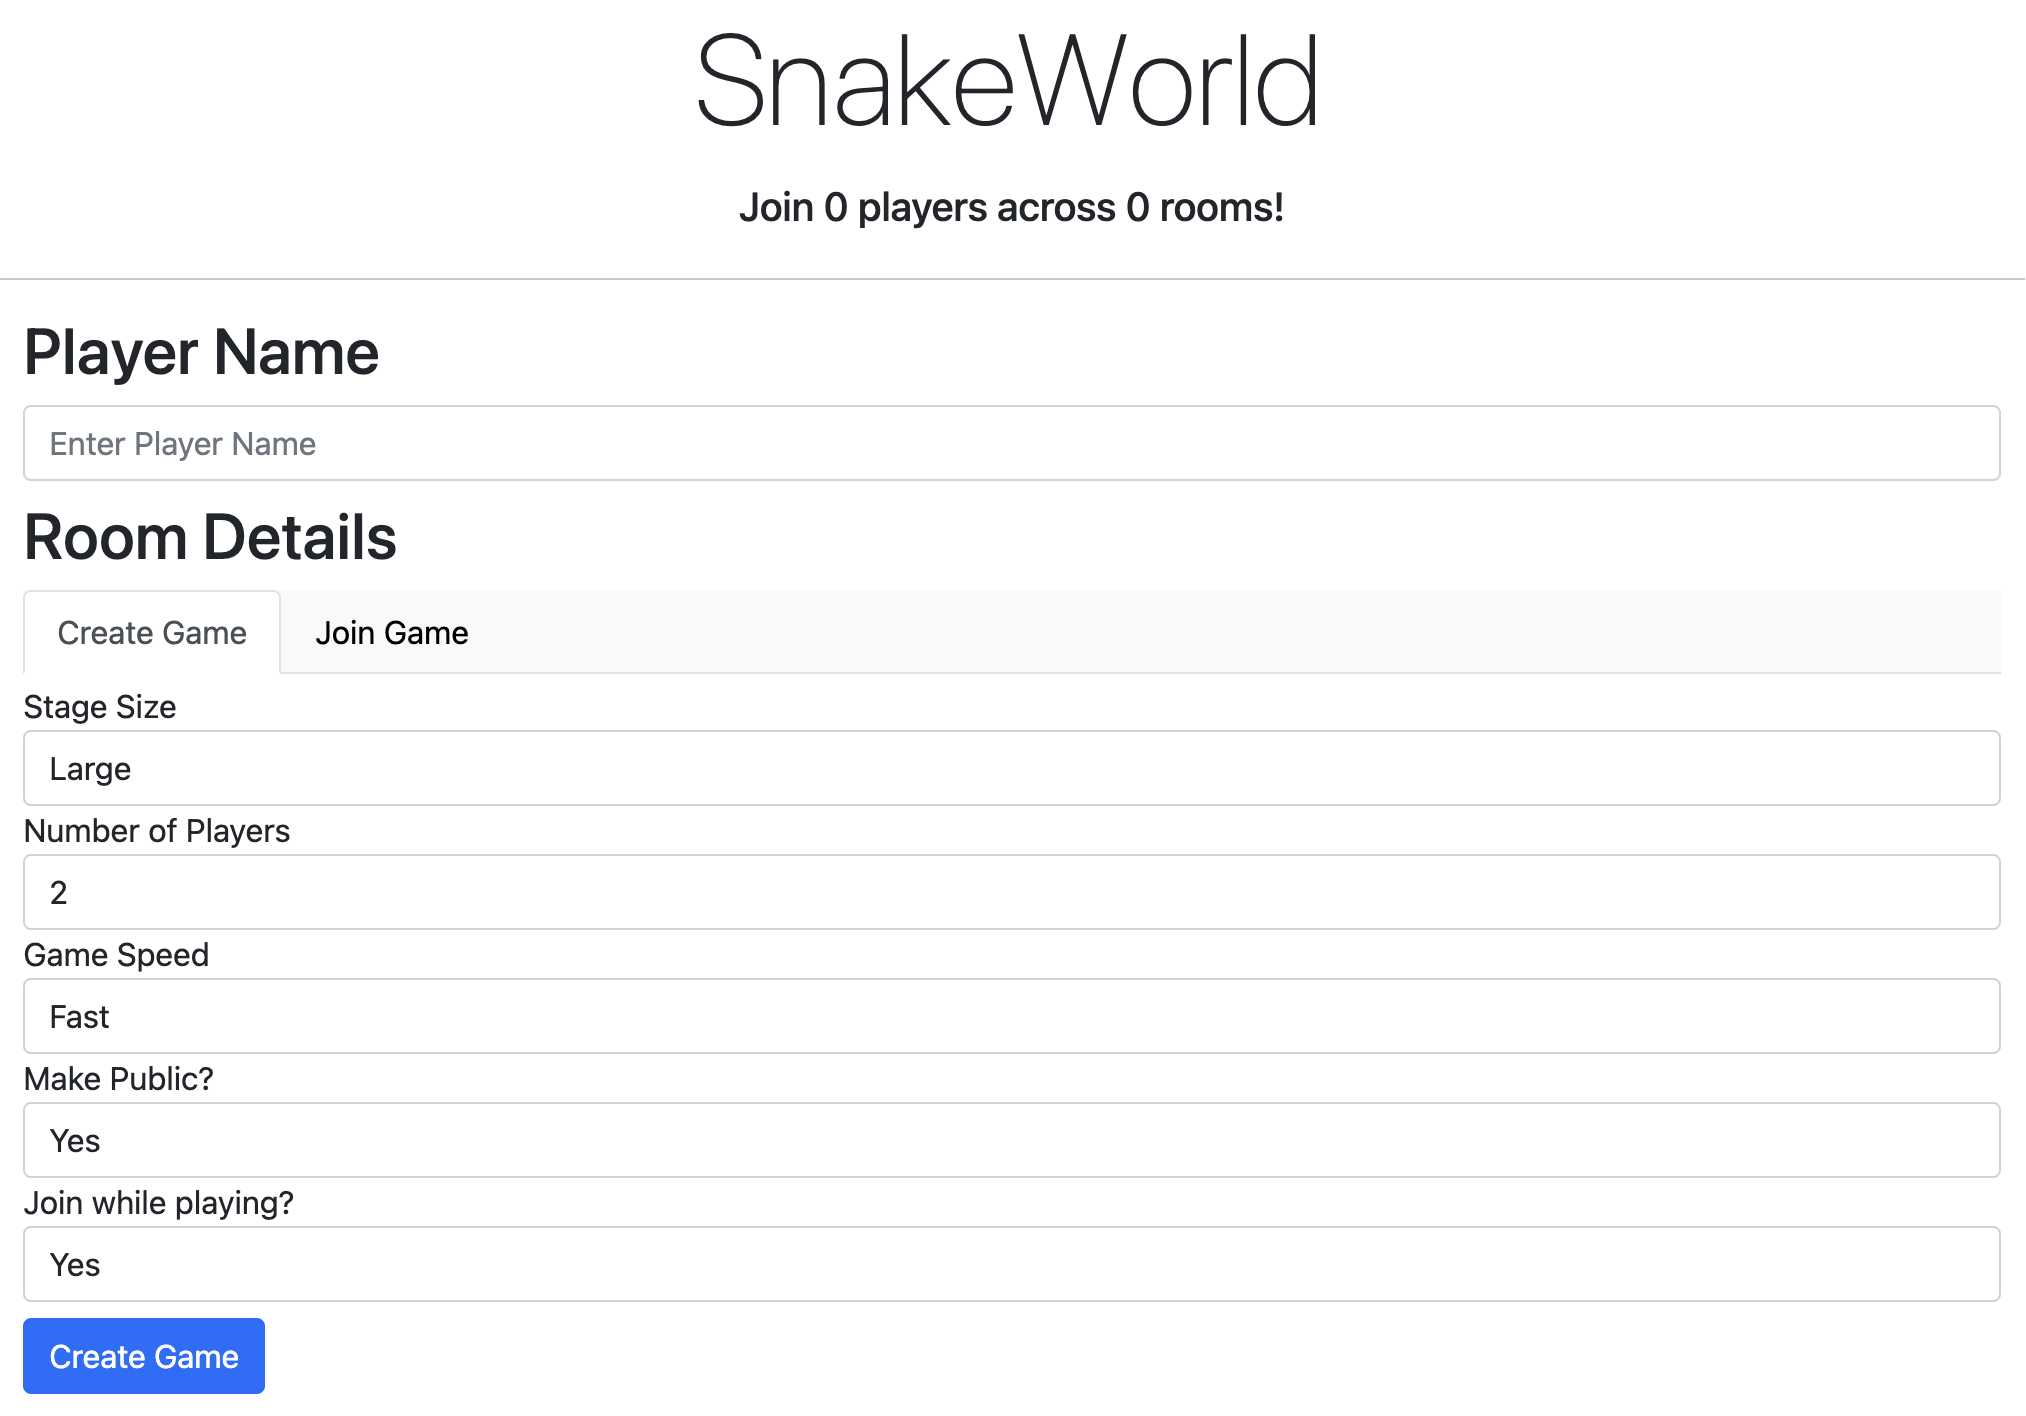 SnakeWorld
Join 0 players across 0 rooms!
Player Name
Enter Player Name
Room Details
Create Game
Join Game
Stage Size
Large
Number of Players
2
Game Speed
Fast
Make Public?
Yes
Join while playing?
Yes
Create Game